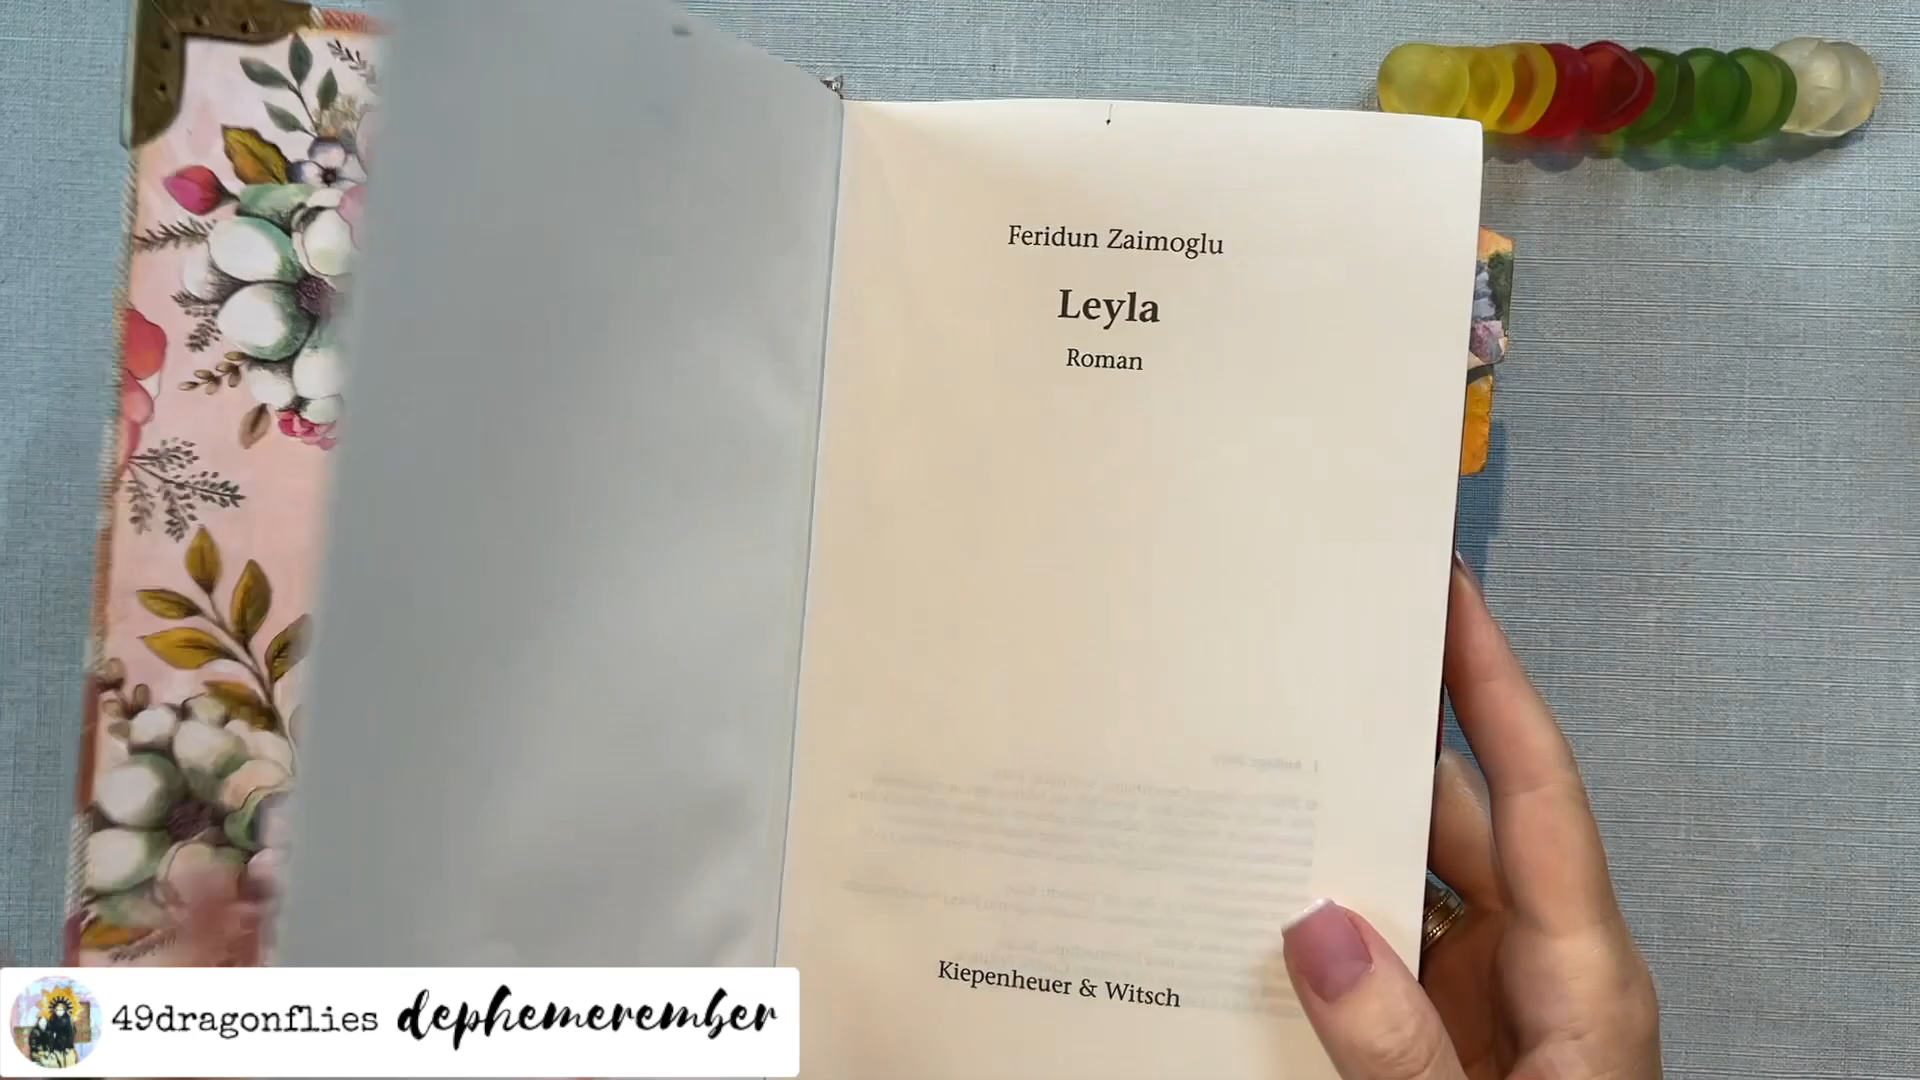 Feridun Zaimoglu
Leyla
Roman
Kiepenheuer & Witsch
49dragonflies dephemerember